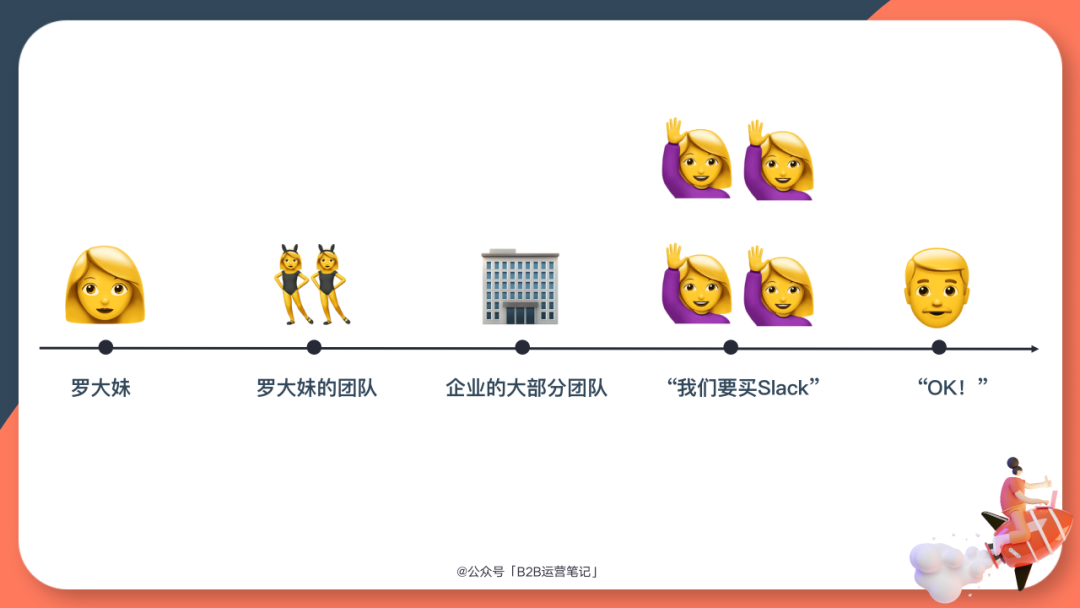 罗大妹
罗大妹的团队
企业的大部分团队
“我们要买Slack”
“OK！”
@公众号「B2B运营笔记」